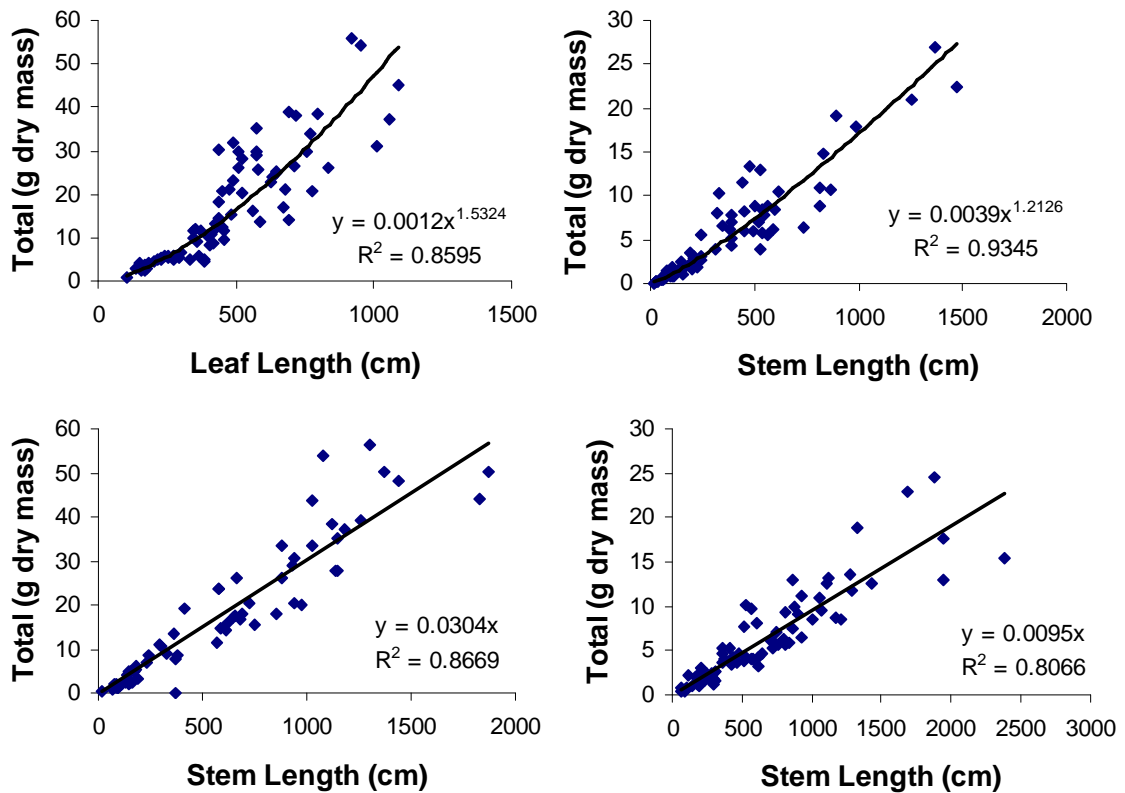 Total (g dry mass)
60
50
40
30
20
10
0
y = 0.0012x^1.5324
R² = 0.8595
0 500 1000 1500
Leaf Length (cm)
Total (g dry mass)
30
25
20
15
10
5
0
y = 0.0039x^1.2126
R² = 0.9345
0 500 1000 1500 2000
Stem Length (cm)
Total (g dry mass)
60
50
40
30
20
10
0
y = 0.0304x
R² = 0.8669
0 500 1000 1500 2000
Stem Length (cm)
Total (g dry mass)
30
25
20
15
10
5
0
y = 0.0095x
R² = 0.8066
0 500 1000 1500 2000 2500 3000
Stem Length (cm)